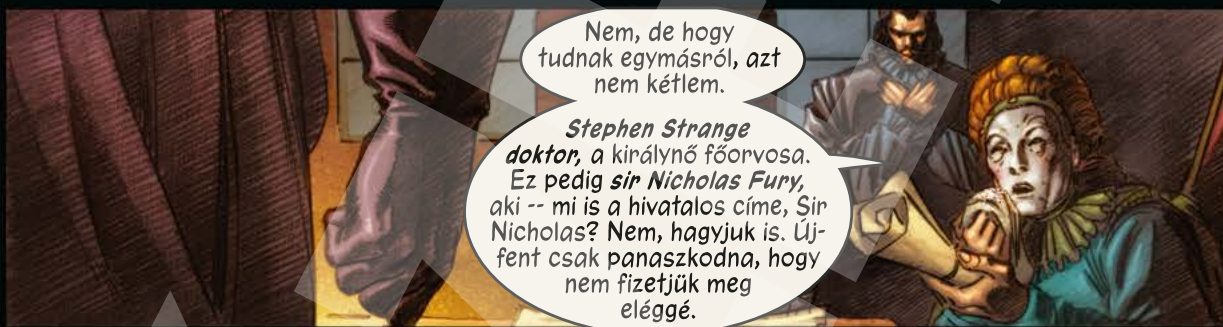 Nem, de hogy
tudnak egymásról, azt
nem kétlem.
Stephen Strange
doktor, a királynő főorvosa.
Ez pedig sir Nicholas Fury,
aki -- mi is a hivatalos címe, Sir
Nicholas? Nem, hagyjuk is. Új-
fent csak panaszkodna, hogy
nem fizetjük meg
eléggé.